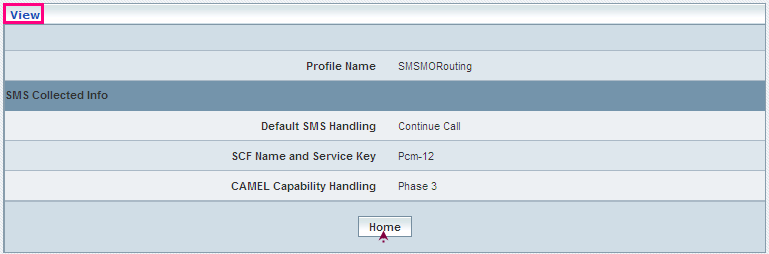 View
Profile Name SMSMORouting
SMS Collected Info
Default SMS Handling Continue Call
SCF Name and Service Key Pcm-12
CAMEL Capability Handling Phase 3
Home